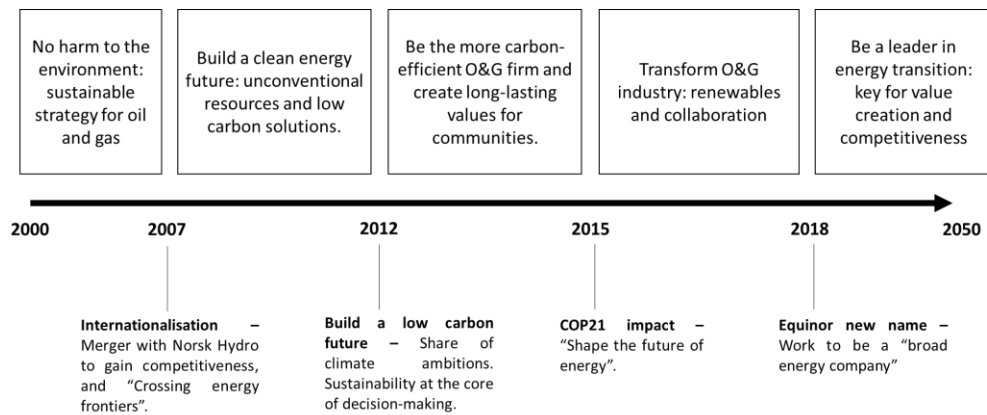 No harm to the
environment:
sustainable
strategy for oil
and gas
Build a clean energy
future: unconventional
resources and low
carbon solutions.
Be the more carbon-
efficient O&G firm and
create long-lasting
values for
communities.
Transform O&G
industry: renewables
and collaboration
Be a leader in
energy transition:
key for value
creation and
competitiveness
2000
2007
2012
2015
2018
2050
Internationalisation –
Merger with Norsk Hydro
to gain competitiveness,
and “Crossing energy
frontiers”.
Build a low carbon
future – Share of
climate ambitions.
Sustainability at the core
of decision-making.
COP21 impact –
“Shape the future of
energy”.
Equinor new name –
Work to be a “broad
energy company”